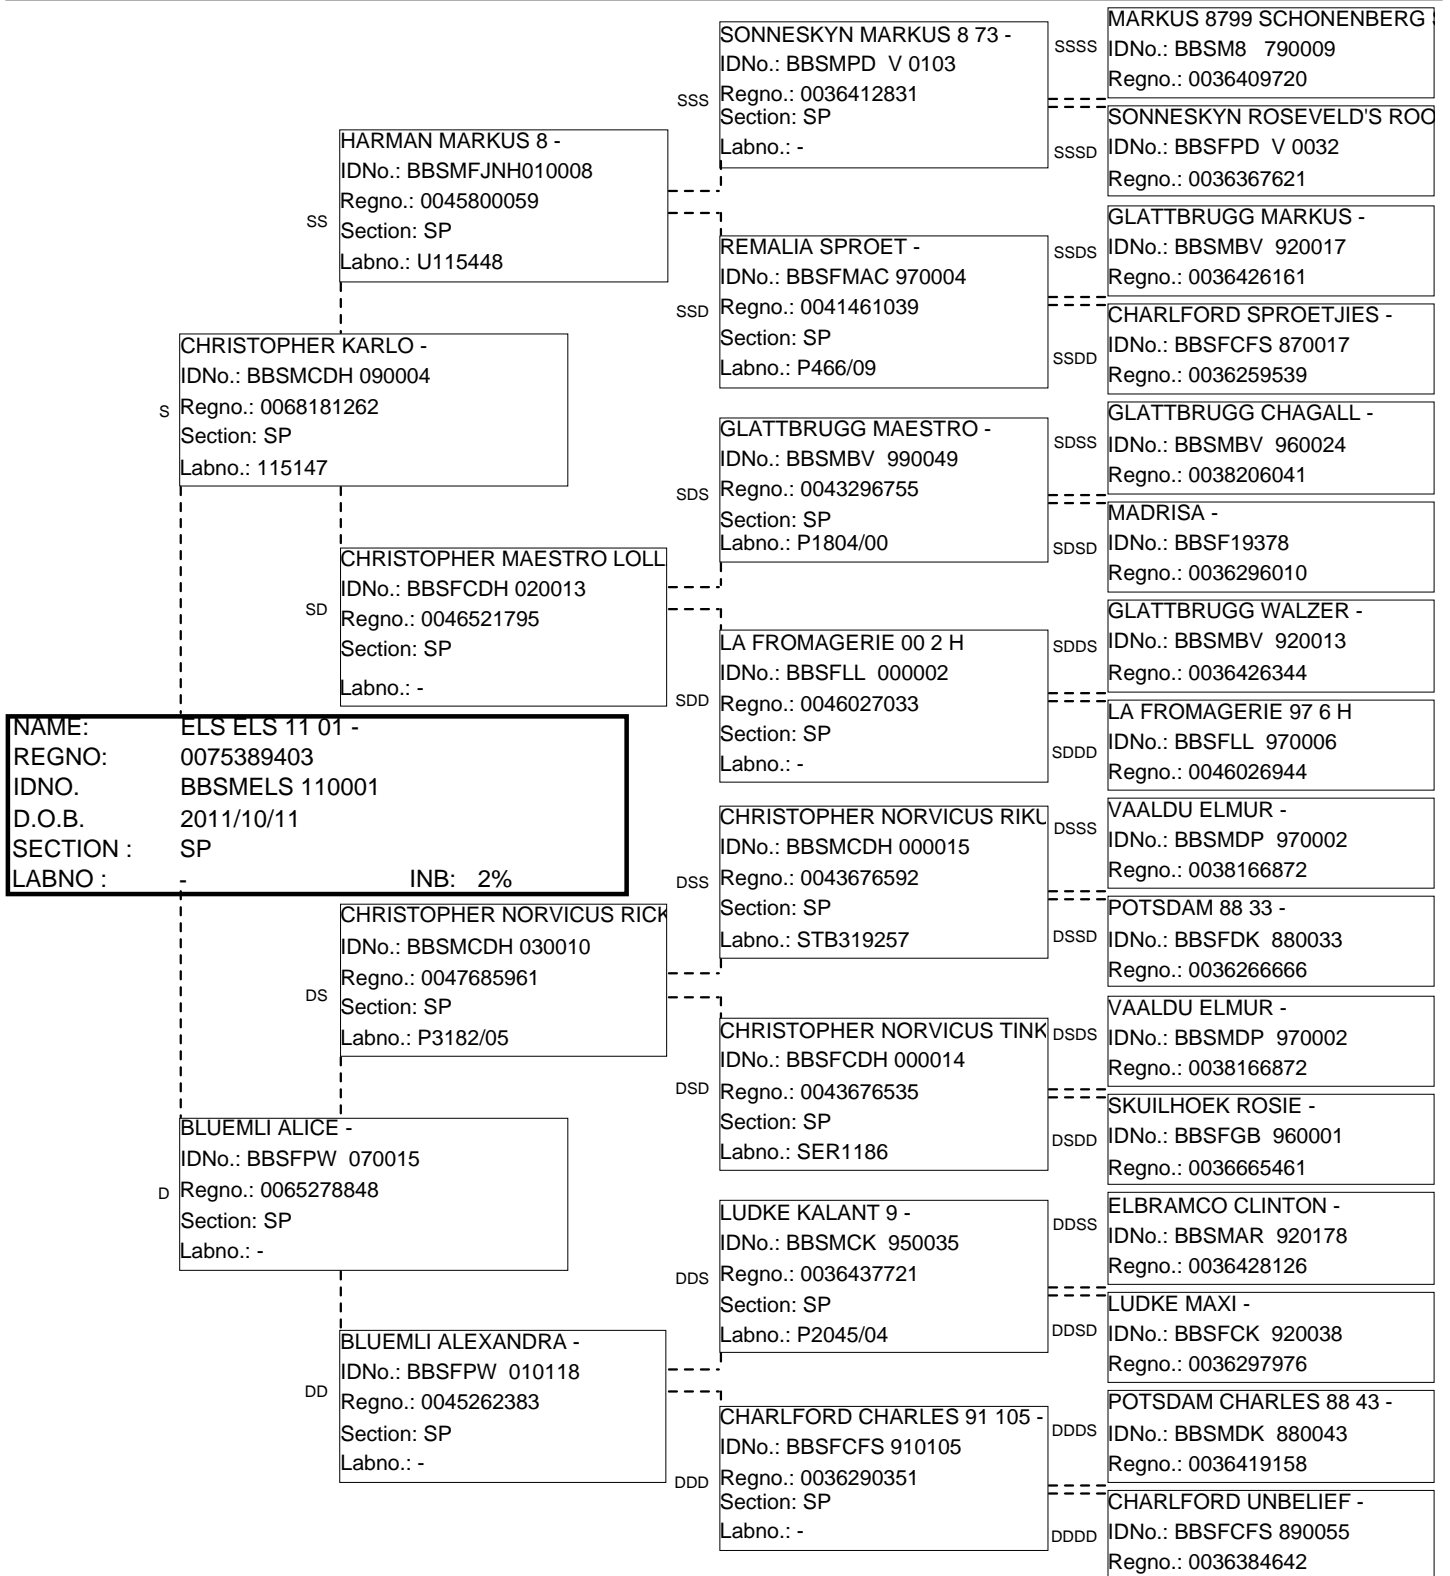 MARKUS 8799 SCHONENBERG
SSSS
IDNo.: BBSM8 790009
Regno.: 0036409720
SONNESKYN MARKUS 8 73 -
IDNo.: BBSMPD V 0103
SSS
Regno.: 0036412831
Section: SP
Labno.: -
SONNESKYN ROSEVELD'S ROO
SSSD
IDNo.: BBSFPD V 0032
Regno.: 0036367621
HARMAN MARKUS 8 -
IDNo.: BBSMFJNH010008
Regno.: 0045800059
SS
Section: SP
Labno.: U115448
GLATTBRUGG MARKUS -
SSDS
IDNo.: BBSMBV 920017
Regno.: 0036426161
REMALIA SPROET -
IDNo.: BBSFMAC 970004
SSD
Regno.: 0041461039
Section: SP
Labno.: P466/09
CHARLFORD SPROETJIES -
SSDD
IDNo.: BBSFCFS 870017
Regno.: 0036259539
CHRISTOPHER KARLO -
IDNo.: BBSMCDH 090004
S
Regno.: 0068181262
Section: SP
Labno.: 115147
GLATTBRUGG CHAGALL -
SDSS
IDNo.: BBSMBV 960024
Regno.: 0038206041
GLATTBRUGG MAESTRO -
IDNo.: BBSMBV 990049
SDS
Regno.: 0043296755
Section: SP
Labno.: P1804/00
MADRISA -
SDSD
IDNo.: BBSF19378
Regno.: 0036296010
CHRISTOPHER MAESTRO LOLL
IDNo.: BBSFCDH 020013
SD
Regno.: 0046521795
Section: SP
Labno.: -
GLATTBRUGG WALZER -
SDDS
IDNo.: BBSMBV 920013
Regno.: 0036426344
LA FROMAGERIE 00 2 H
IDNo.: BBSFLL 000002
SDD
Regno.: 0046027033
Section: SP
Labno.: -
LA FROMAGERIE 97 6 H
SDDD
IDNo.: BBSFLL 970006
Regno.: 0046026944
NAME: ELS ELS 11 01 -
REGNO: 0075389403
IDNO. BBSMELS 110001
D.O.B. 2011/10/11
SECTION : SP
LABNO : - INB: 2%
VAALDU ELMUR -
DSSS
IDNo.: BBSMDP 970002
Regno.: 0038166872
CHRISTOPHER NORVICUS RIKU
IDNo.: BBSMCDH 000015
DSS
Regno.: 0043676592
Section: SP
Labno.: STB319257
POTSDAM 88 33 -
DSSD
IDNo.: BBSFDK 880033
Regno.: 0036266666
CHRISTOPHER NORVICUS RICK
IDNo.: BBSMCDH 030010
Regno.: 0047685961
DS
Section: SP
Labno.: P3182/05
VAALDU ELMUR -
DSDS
IDNo.: BBSMDP 970002
Regno.: 0038166872
CHRISTOPHER NORVICUS TINK
IDNo.: BBSFCDH 000014
DSD
Regno.: 0043676535
Section: SP
Labno.: SER1186
SKUILHOEK ROSIE -
DSDD
IDNo.: BBSFGB 960001
Regno.: 0036665461
BLUEMLI ALICE -
IDNo.: BBSFPW 070015
D
Regno.: 0065278848
Section: SP
Labno.: -
ELBRAMCO CLINTON -
DDSS
IDNo.: BBSMAR 920178
Regno.: 0036428126
LUDKE KALANT 9 -
IDNo.: BBSMCK 950035
DDS
Regno.: 0036437721
Section: SP
Labno.: P2045/04
LUDKE MAXI -
DDSD
IDNo.: BBSFCK 920038
Regno.: 0036297976
BLUEMLI ALEXANDRA -
IDNo.: BBSFPW 010118
DD
Regno.: 0045262383
Section: SP
Labno.: -
POTSDAM CHARLES 88 43 -
DDDS
IDNo.: BBSMDK 880043
Regno.: 0036419158
CHARLFORD CHARLES 91 105 -
IDNo.: BBSFCFS 910105
DDD
Regno.: 0036290351
Section: SP
Labno.: -
CHARLFORD UNBELIEF -
DDDD
IDNo.: BBSFCFS 890055
Regno.: 0036384642